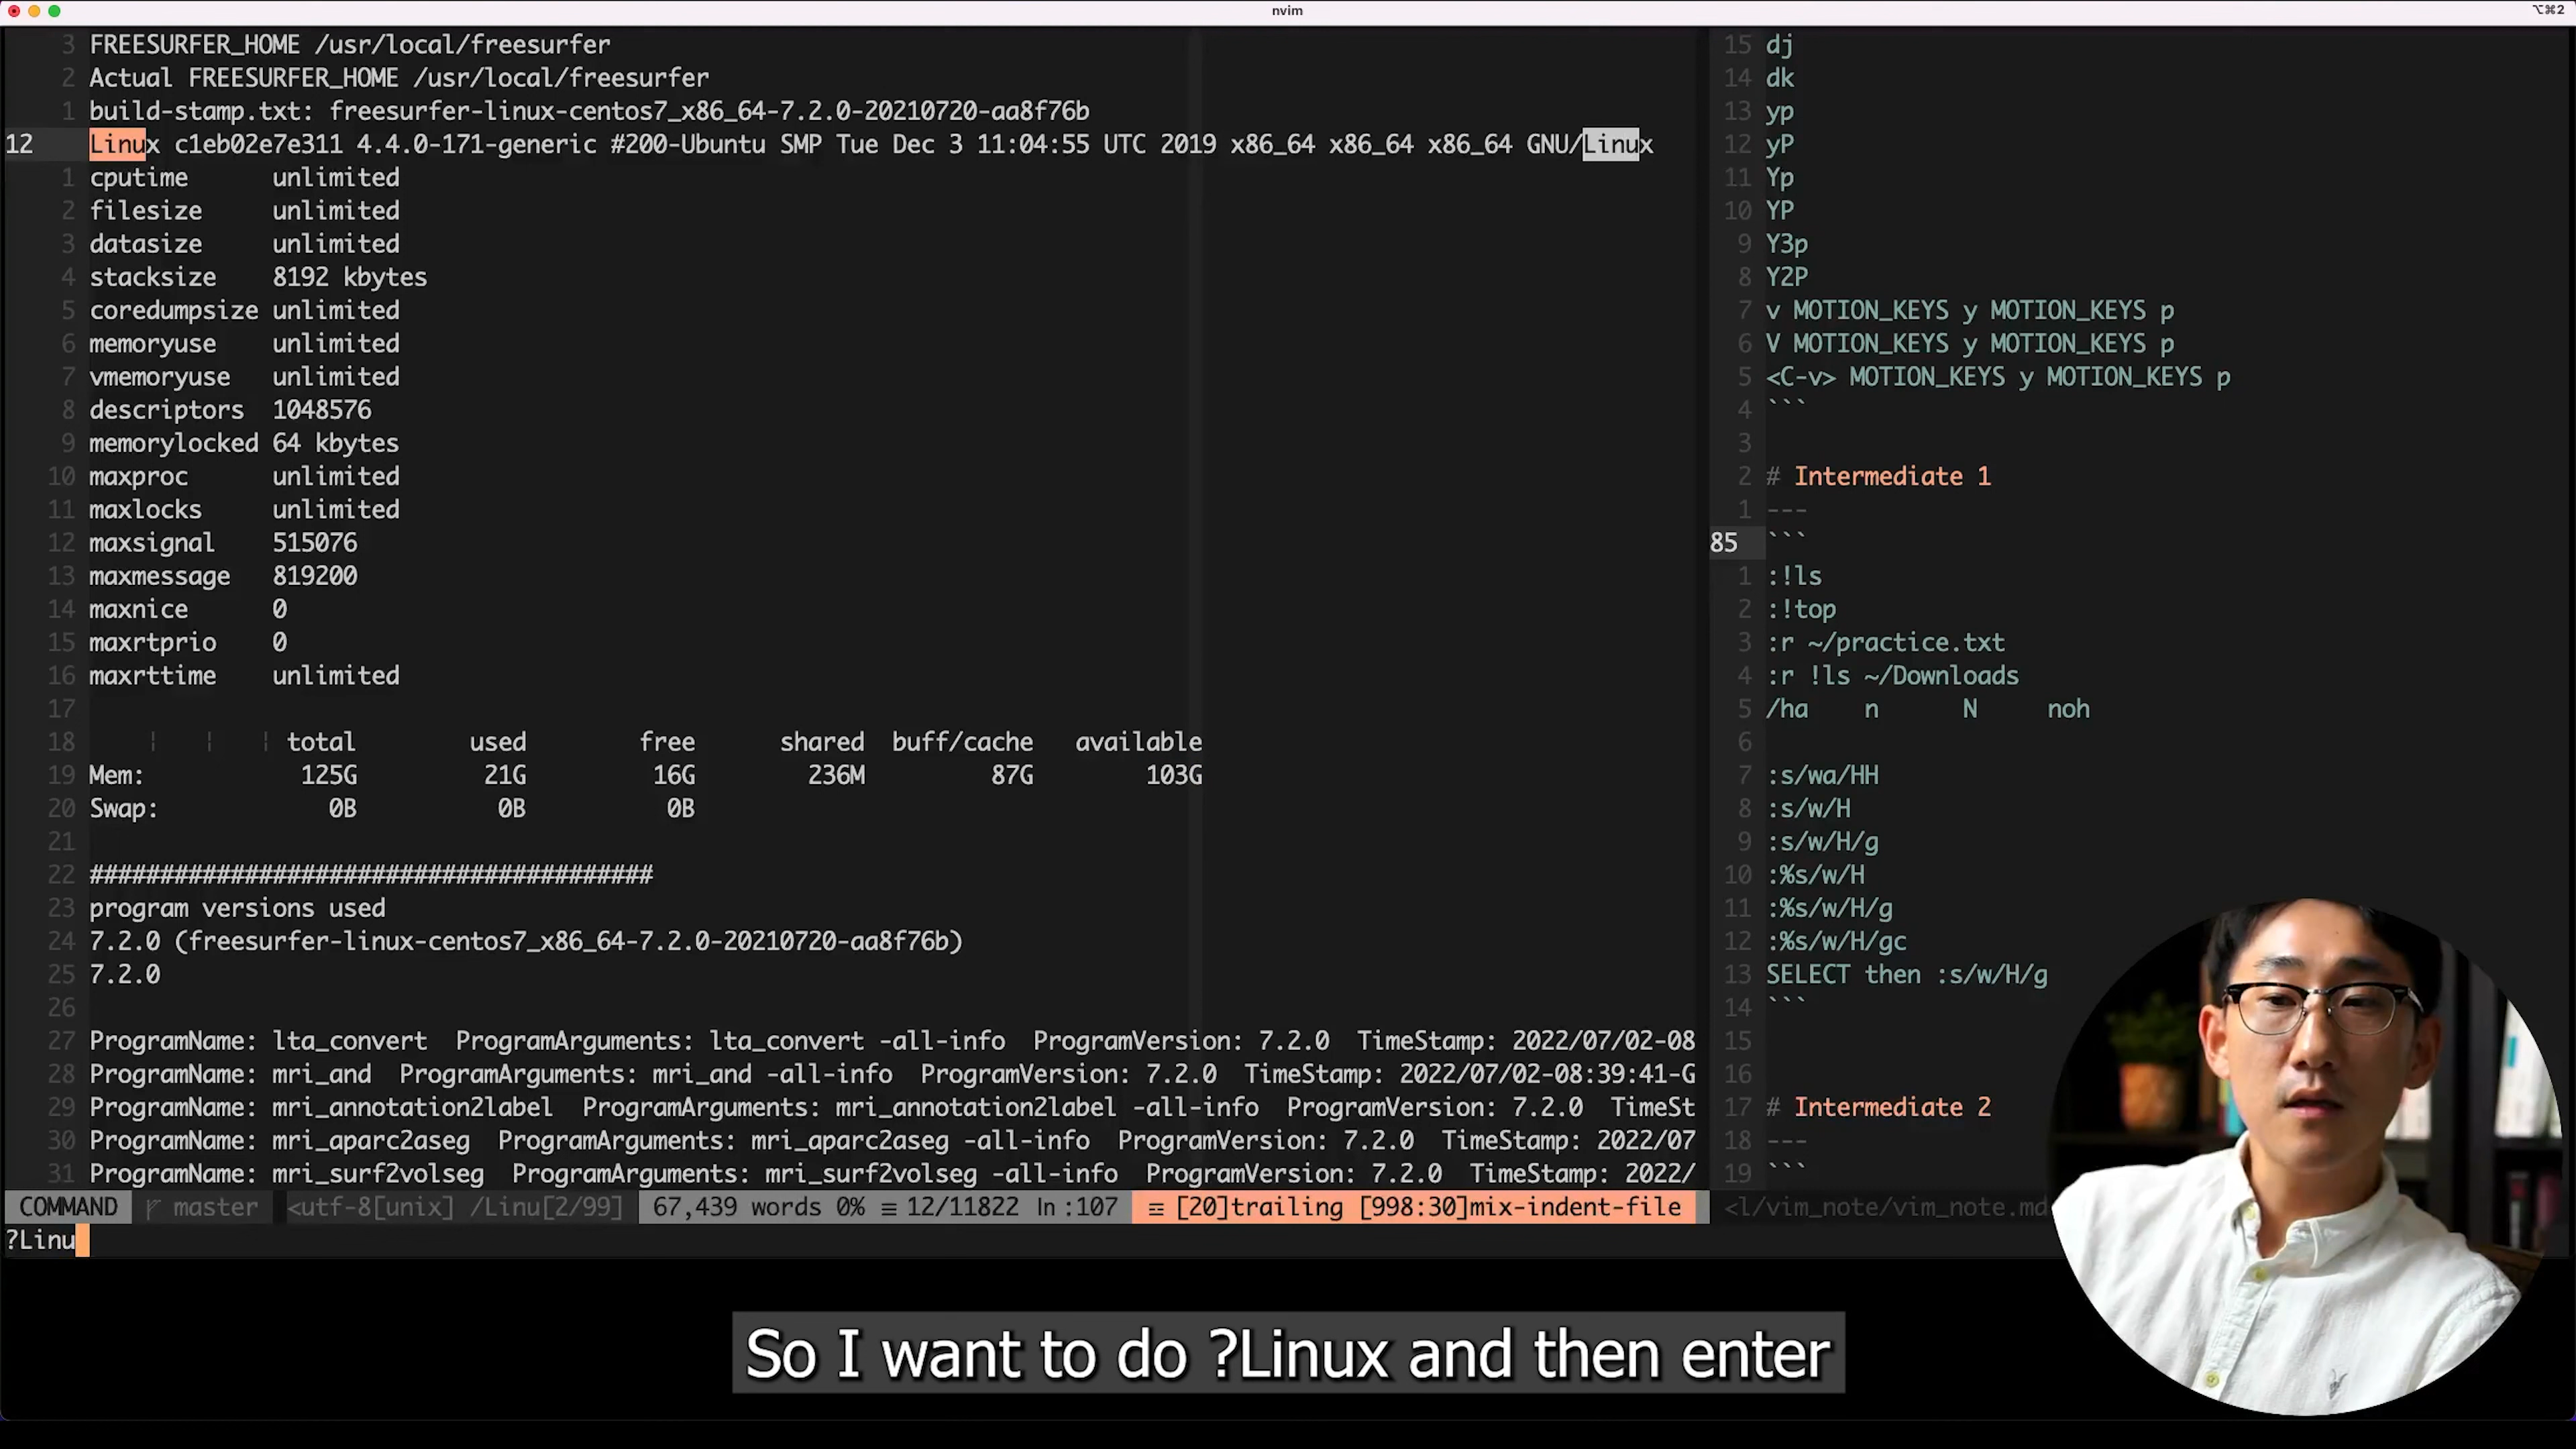 nvim
⌥⌘2
3 FREESURFER_HOME /usr/local/freesurfer
2 Actual FREESURFER_HOME /usr/local/freesurfer
1 build-stamp.txt: freesurfer-linux-centos7_x86_64-7.2.0-20210720-aa8f76b
12 Linux c1eb02e7e311 4.4.0-171-generic #200-Ubuntu SMP Tue Dec 3 11:04:55 UTC 2019 x86_64 x86_64 x86_64 GNU/Linux
1 cputime unlimited
2 filesize unlimited
3 datasize unlimited
4 stacksize 8192 kbytes
5 coredumpsize unlimited
6 memoryuse unlimited
7 vmemoryuse unlimited
8 descriptors 1048576
9 memorylocked 64 kbytes
10 maxproc unlimited
11 maxlocks unlimited
12 maxsignal 515076
13 maxmessage 819200
14 maxnice 0
15 maxrtprio 0
16 maxrttime unlimited
17
18 total used free shared buff/cache available
19 Mem: 125G 21G 16G 236M 87G 103G
20 Swap: 0B 0B 0B
21
22 ########################################
23 program versions used
24 7.2.0 (freesurfer-linux-centos7_x86_64-7.2.0-20210720-aa8f76b)
25 7.2.0
26
27 ProgramName: lta_convert ProgramArguments: lta_convert -all-info ProgramVersion: 7.2.0 TimeStamp: 2022/07/02-08
28 ProgramName: mri_and ProgramArguments: mri_and -all-info ProgramVersion: 7.2.0 TimeStamp: 2022/07/02-08:39:41-G
29 ProgramName: mri_annotation2label ProgramArguments: mri_annotation2label -all-info ProgramVersion: 7.2.0 TimeSt
30 ProgramName: mri_aparc2aseg ProgramArguments: mri_aparc2aseg -all-info ProgramVersion: 7.2.0 TimeStamp: 2022/07
31 ProgramName: mri_surf2volseg ProgramArguments: mri_surf2volseg -all-info ProgramVersion: 7.2.0 TimeStamp: 2022/
COMMAND master <utf-8[unix] /Linu[2/99] 67,439 words 0% ≡ 12/11822 ln :107 ≡ [20]trailing [998:30]mix-indent-file
?Linu
15 dj
14 dk
13 yp
12 yP
11 Yp
10 YP
9 Y3p
8 Y2P
7 v MOTION_KEYS y MOTION_KEYS p
6 V MOTION_KEYS y MOTION_KEYS p
5 <C-v> MOTION_KEYS y MOTION_KEYS p
4 ```
3
2 # Intermediate 1
1 ---
85 ```
1 :!ls
2 :!top
3 :r ~/practice.txt
4 :r !ls ~/Downloads
5 /ha n N noh
6
7 :s/wa/HH
8 :s/w/H
9 :s/w/H/g
10 :%s/w/H
11 :%s/w/H/g
12 :%s/w/H/gc
13 SELECT then :s/w/H/g
14 ```
15
16
17 # Intermediate 2
18 ---
19 ```
<l/vim_note/vim_note.md
So I want to do ?Linux and then enter